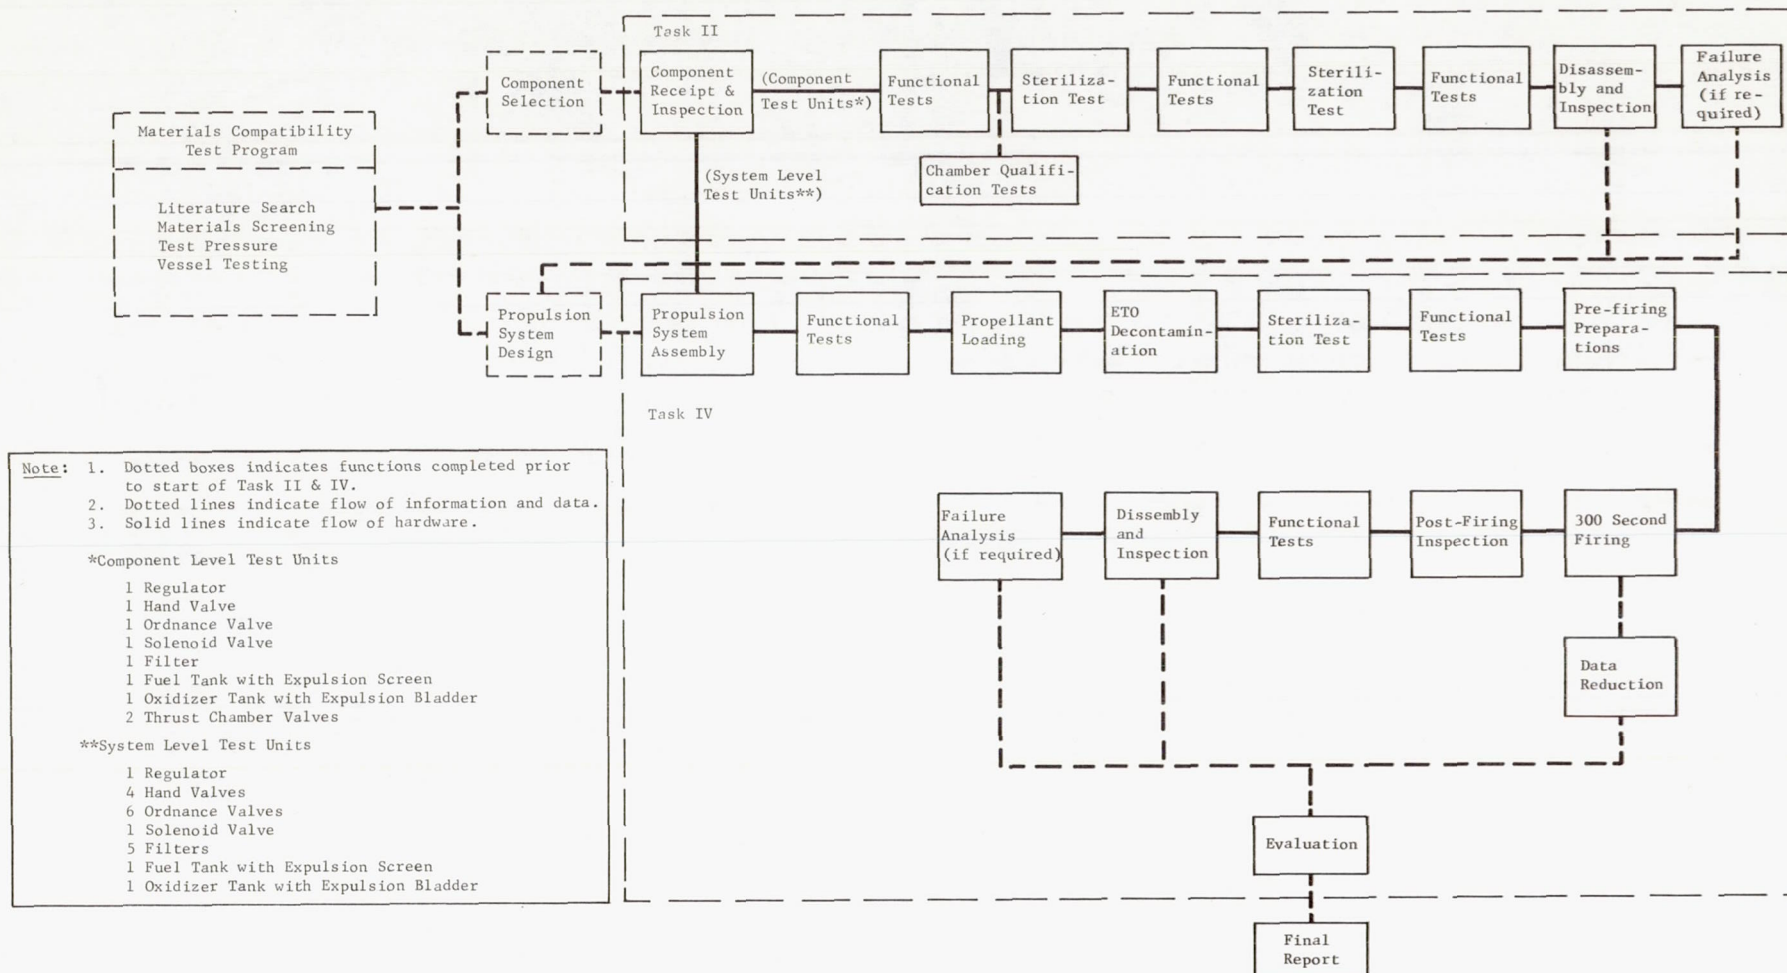 Task II
Component
Selection
Component
Receipt &
Inspection
(Component
Test Units*)
Functional
Tests
Steriliza-
tion Test
Functional
Tests
Sterili-
zation
Test
Functional
Tests
Disassem-
bly and
Inspection
Failure
Analysis
(if re-
quired)
Materials Compatibility
Test Program
Literature Search
Materials Screening
Test Pressure
Vessel Testing
(System Level
Test Units**)
Chamber Qualifi-
cation Tests
Propulsion
System
Design
Propulsion
System
Assembly
Functional
Tests
Propellant
Loading
ETO
Decontamin-
ation
Steriliza-
tion Test
Functional
Tests
Pre-firing
Prepara-
tions
Task IV
Note: 1. Dotted boxes indicates functions completed prior
to start of Task II & IV.
2. Dotted lines indicate flow of information and data.
3. Solid lines indicate flow of hardware.
*Component Level Test Units
1 Regulator
1 Hand Valve
1 Ordnance Valve
1 Solenoid Valve
1 Filter
1 Fuel Tank with Expulsion Screen
1 Oxidizer Tank with Expulsion Bladder
2 Thrust Chamber Valves
**System Level Test Units
1 Regulator
4 Hand Valves
6 Ordnance Valves
1 Solenoid Valve
5 Filters
1 Fuel Tank with Expulsion Screen
1 Oxidizer Tank with Expulsion Bladder
Failure
Analysis
(if required)
Dissembly
and
Inspection
Functional
Tests
Post-Firing
Inspection
300 Second
Firing
Data
Reduction
Evaluation
Final
Report